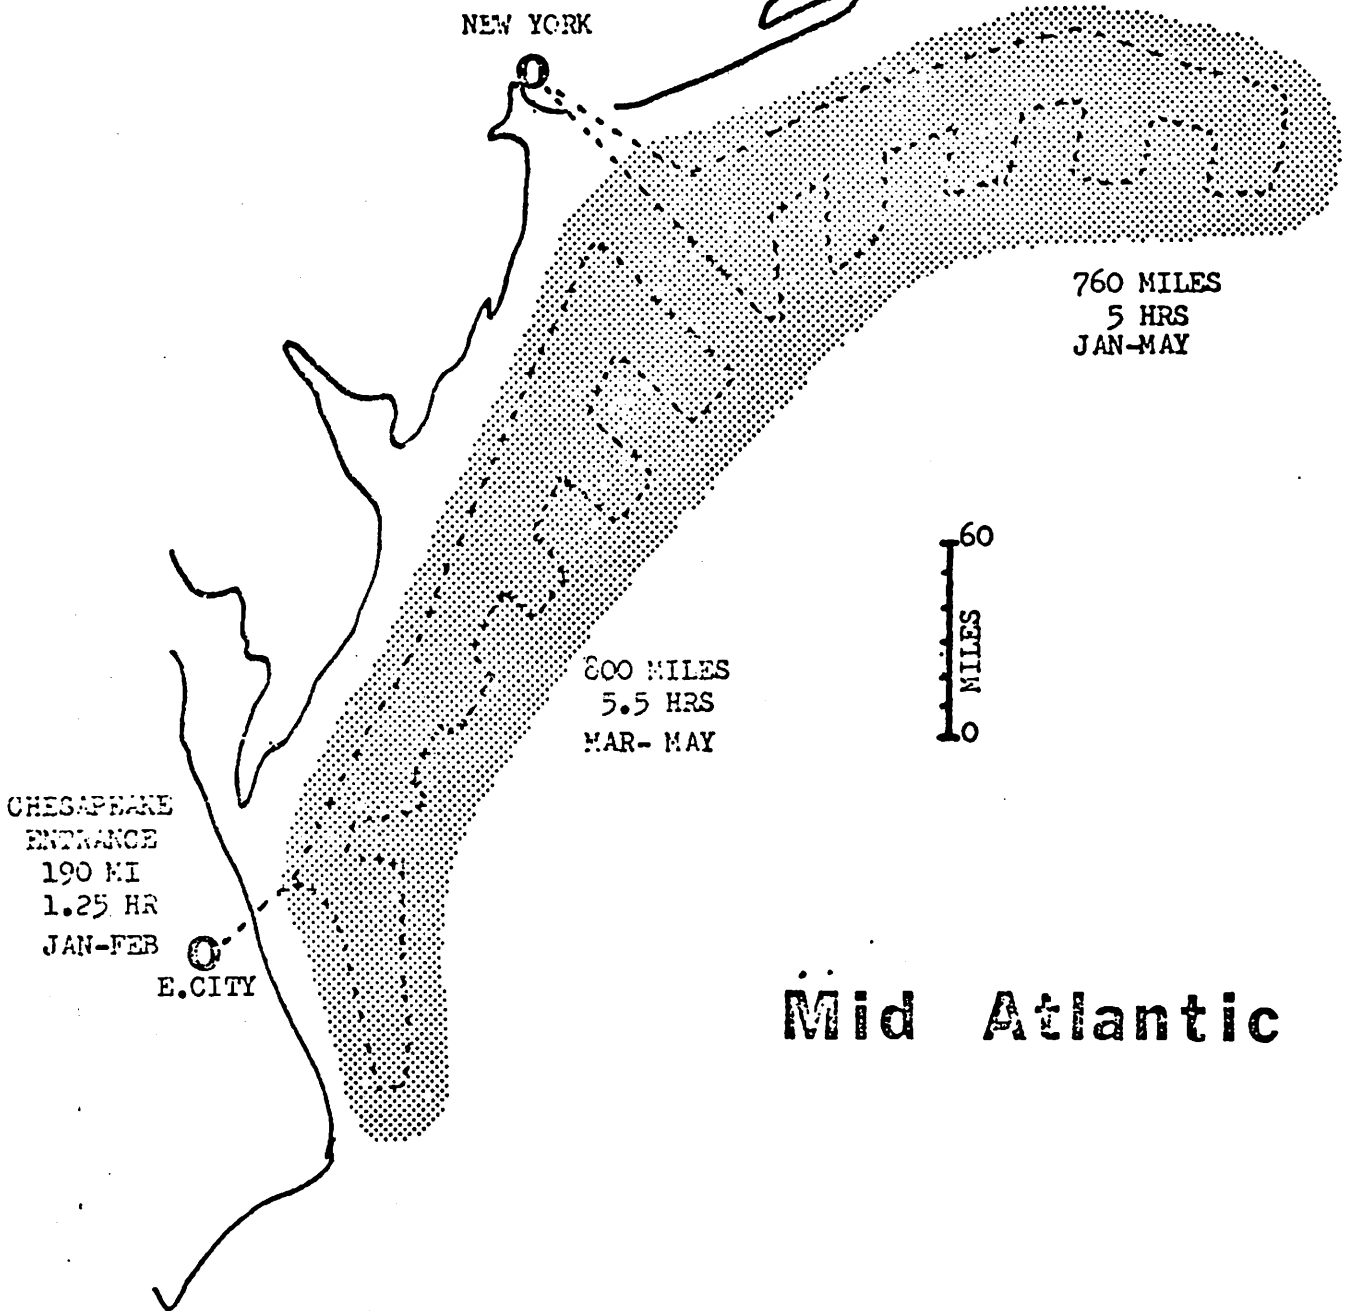 NEW YORK
760 MILES
5 HRS
JAN-MAY
60
MILES
0
800 MILES
5.5 HRS
MAR- MAY
CHESAPEAKE
ENTRANCE
190 MI
1.25 HR
JAN-FEB
E.CITY
Mid Atlantic